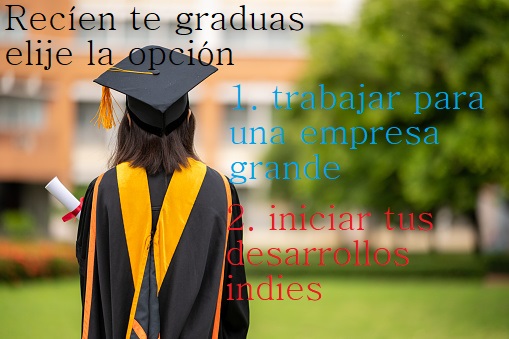 Recíen te graduas
elije la opción
1. trabajar para
una empresa
grande
2. iniciar tus
desarrollos
indies